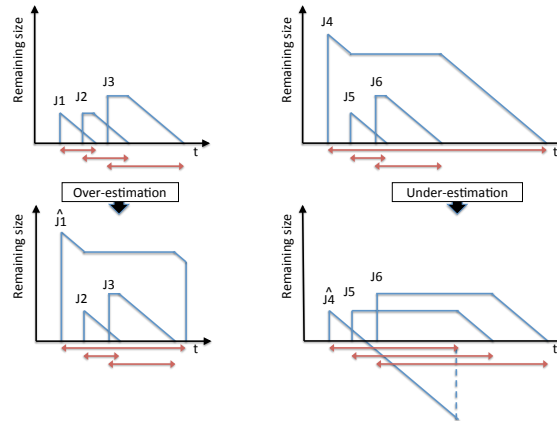 Remaining size
J1
J2
J3
t
Remaining size
J4
J5
J6
t
Over-estimation
Under-estimation
Remaining size
Ĵ1
J2
J3
t
Remaining size
Ĵ4
J5
J6
t